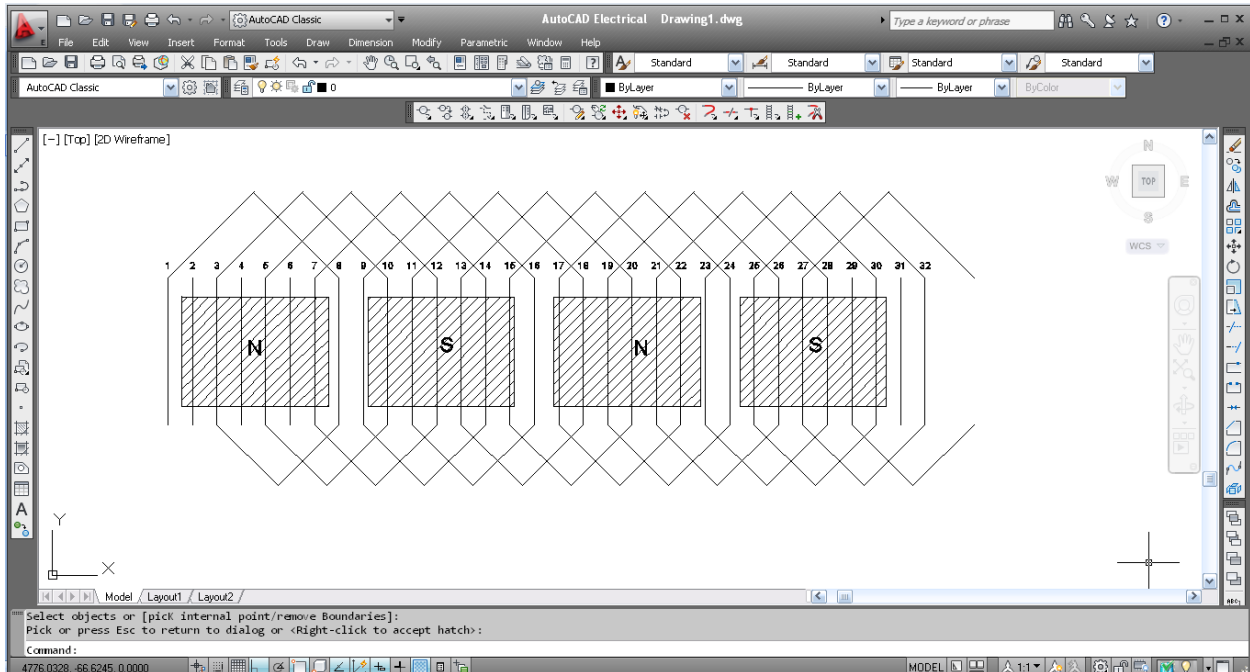 AutoCAD Classic
AutoCAD Electrical Drawing1.dwg
Type a keyword or phrase
E
File Edit View Insert Format Tools Draw Dimension Modify Parametric Window Help
Standard Standard Standard Standard
AutoCAD Classic 0 ByLayer ByLayer ByLayer ByColor
[-] [Top] [2D Wireframe]
N
W TOP E
S
WCS
1 2 3 4 5 6 7 8 9 10 11 12 13 14 15 16 17 18 19 20 21 22 23 24 25 26 27 28 29 30 31 32
N S N S
A
Y
X
Model Layout1 Layout2
ABC
Select objects or [picK internal point/remove Boundaries]:
Pick or press Esc to return to dialog or <Right-click to accept hatch>:
Command:
4776.0328, -66.6245, 0.0000 MODEL 1:1